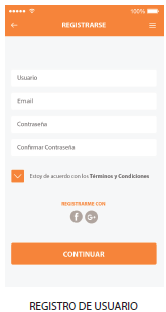 100%
REGISTRARSE
Usuario
Email
Contraseña
Confirmar Contraseña
Estoy de acuerdo con los Términos y Condiciones
REGISTRARME CON
f G+
CONTINUAR
REGISTRO DE USUARIO